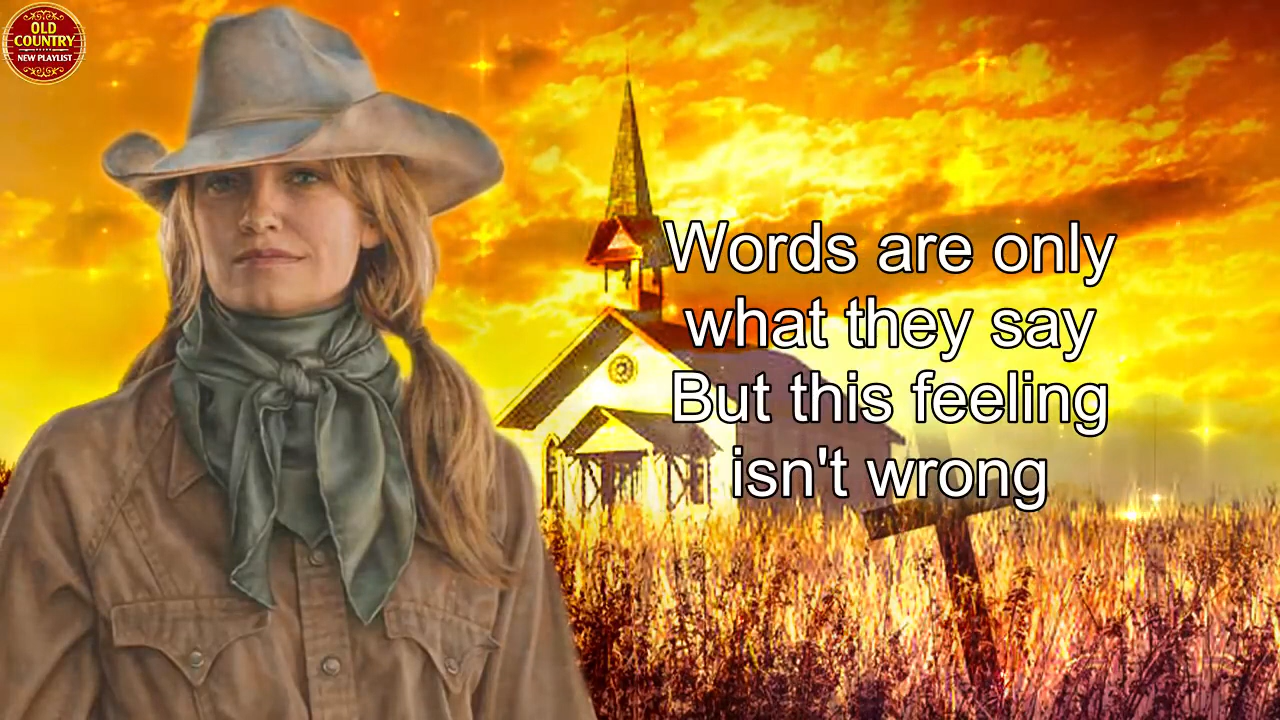 OLD
COUNTRY
NEW PLAYLIST
Words are only
what they say
But this feeling
isn't wrong